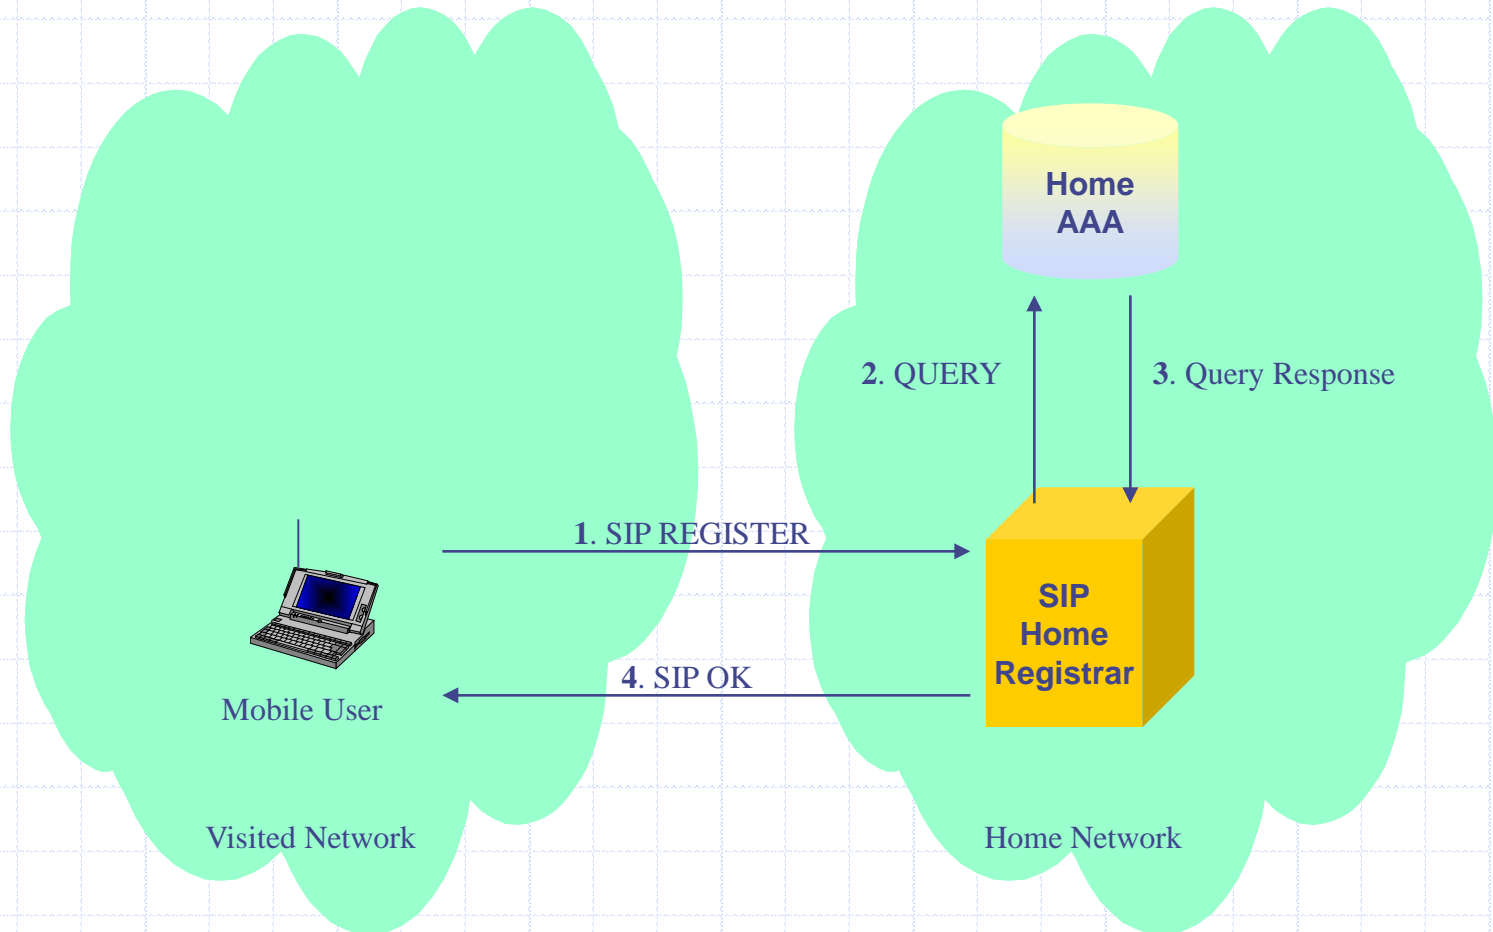 Home
AAA
2. QUERY
3. Query Response
1. SIP REGISTER
SIP
Home
Registrar
4. SIP OK
Mobile User
Visited Network
Home Network